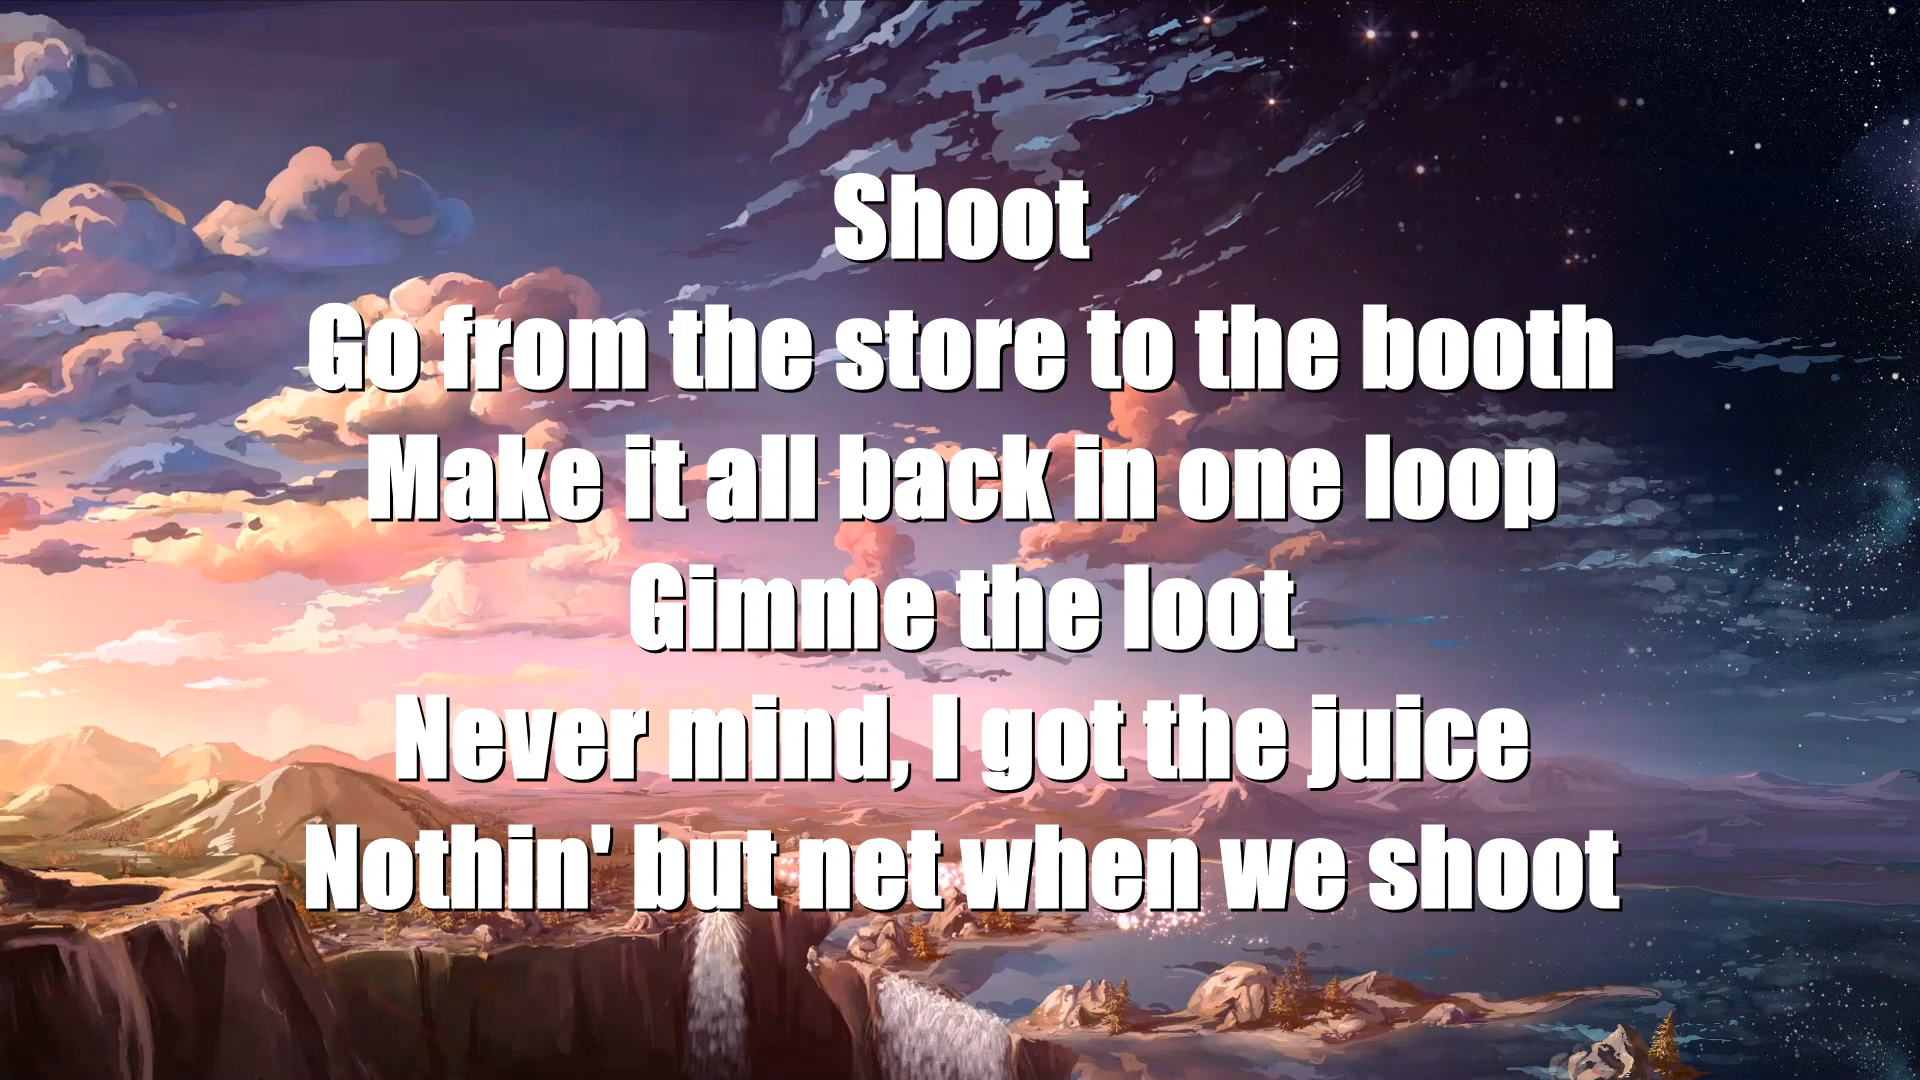 Shoot
Go from the store to the booth
Make it all back in one loop
Gimme the loot
Never mind, I got the juice
Nothin' but net when we shoot